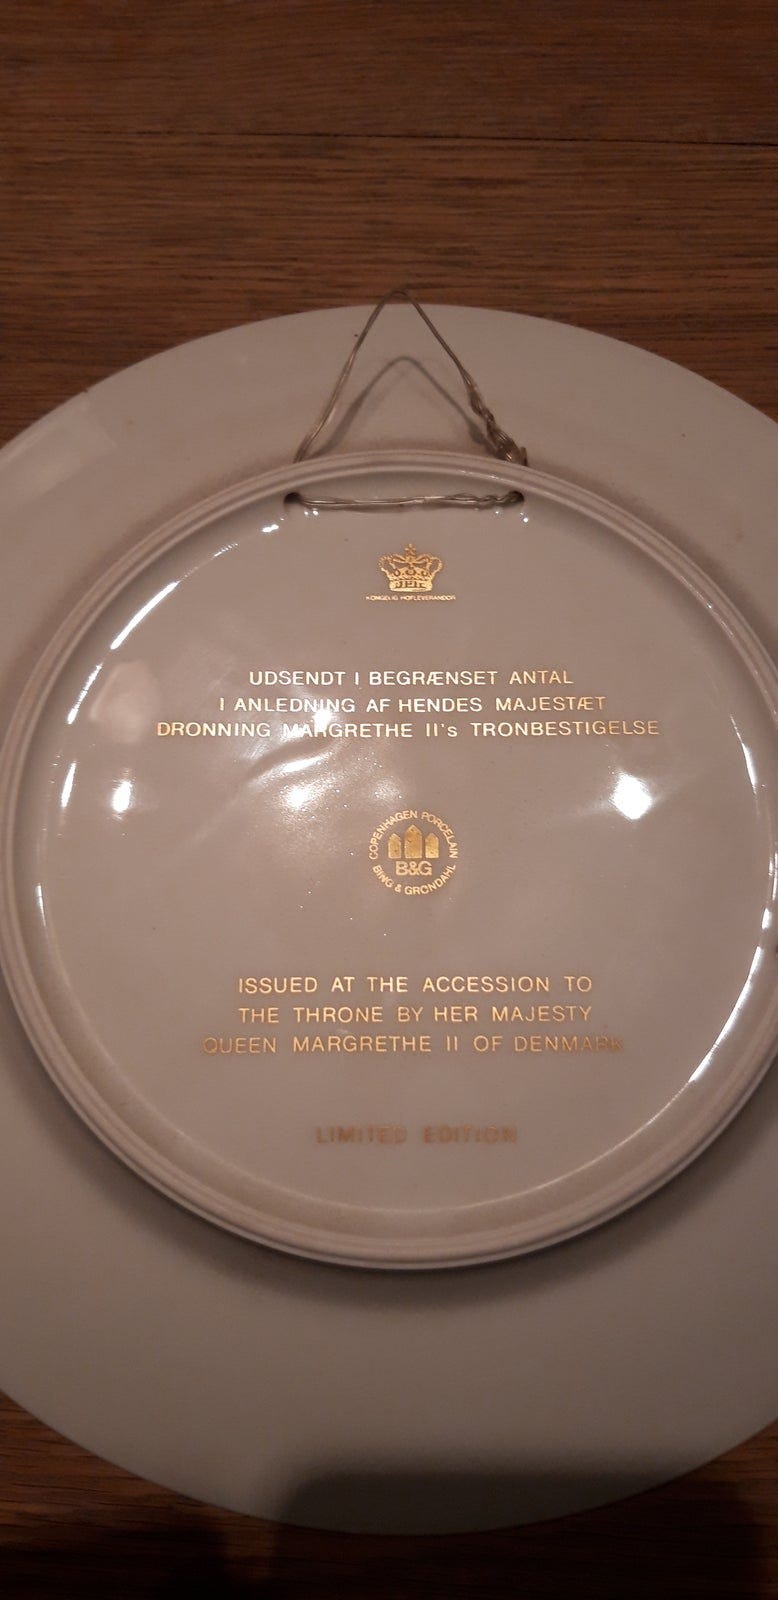 KONGELIG HOFLEVERANDØR
UDSENDT I BEGRÆNSET ANTAL
I ANLEDNING AF HENDES MAJESTÆT
DRONNING MARGRETHE II's TRONBESTIGELSE
COPENHAGEN PORCELAIN
B&G
BING & GRØNDAHL
ISSUED AT THE ACCESSION TO
THE THRONE BY HER MAJESTY
QUEEN MARGRETHE II OF DENMARK
LIMITED EDITION